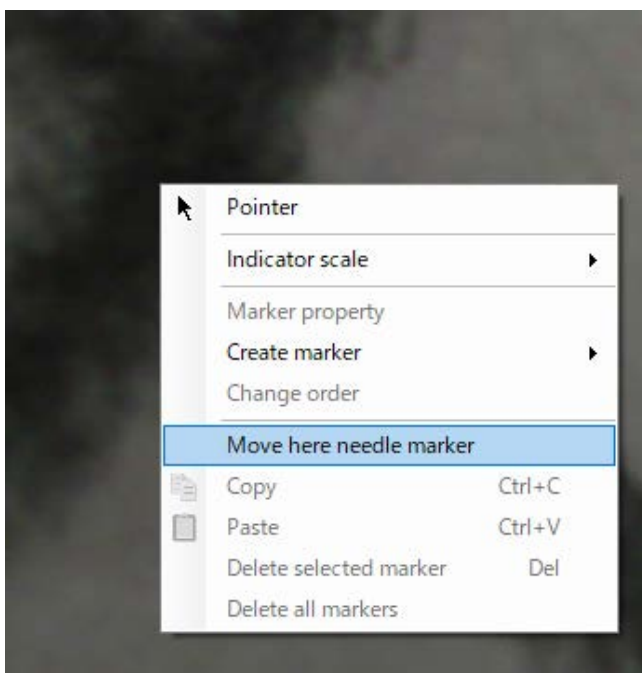 Pointer
Indicator scale
Marker property
Create marker
Change order
Move here needle marker
Copy Ctrl+C
Paste Ctrl+V
Delete selected marker Del
Delete all markers